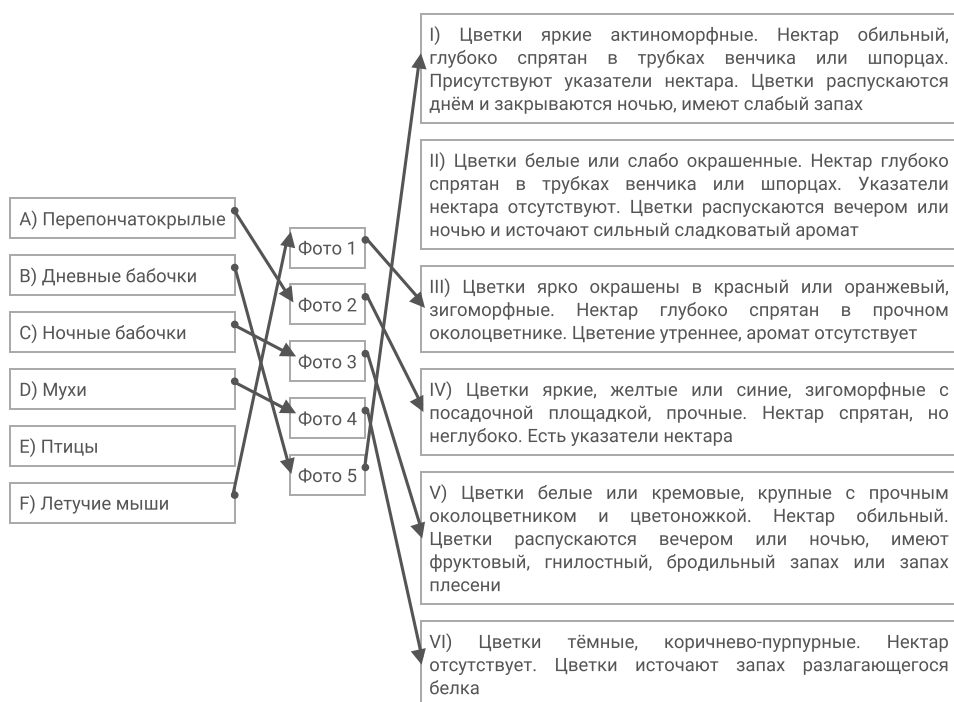 A) Перепончатокрылые
B) Дневные бабочки
C) Ночные бабочки
D) Мухи
E) Птицы
F) Летучие мыши
Фото 1
Фото 2
Фото 3
Фото 4
Фото 5
I) Цветки яркие актиноморфные. Нектар обильный,
глубоко спрятан в трубках венчика или шпорцах.
Присутствуют указатели нектара. Цветки распускаются
днём и закрываются ночью, имеют слабый запах
II) Цветки белые или слабо окрашенные. Нектар глубоко
спрятан в трубках венчика или шпорцах. Указатели
нектара отсутствуют. Цветки распускаются вечером или
ночью и источают сильный сладковатый аромат
III) Цветки ярко окрашены в красный или оранжевый,
зигоморфные. Нектар глубоко спрятан в прочном
околоцветнике. Цветение утреннее, аромат отсутствует
IV) Цветки яркие, желтые или синие, зигоморфные с
посадочной площадкой, прочные. Нектар спрятан, но
неглубоко. Есть указатели нектара
V) Цветки белые или кремовые, крупные с прочным
околоцветником и цветоножкой. Нектар обильный.
Цветки распускаются вечером или ночью, имеют
фруктовый, гнилостный, бродильный запах или запах
плесени
VI) Цветки тёмные, коричнево-пурпурные. Нектар
отсутствует. Цветки источают запах разлагающегося
белка